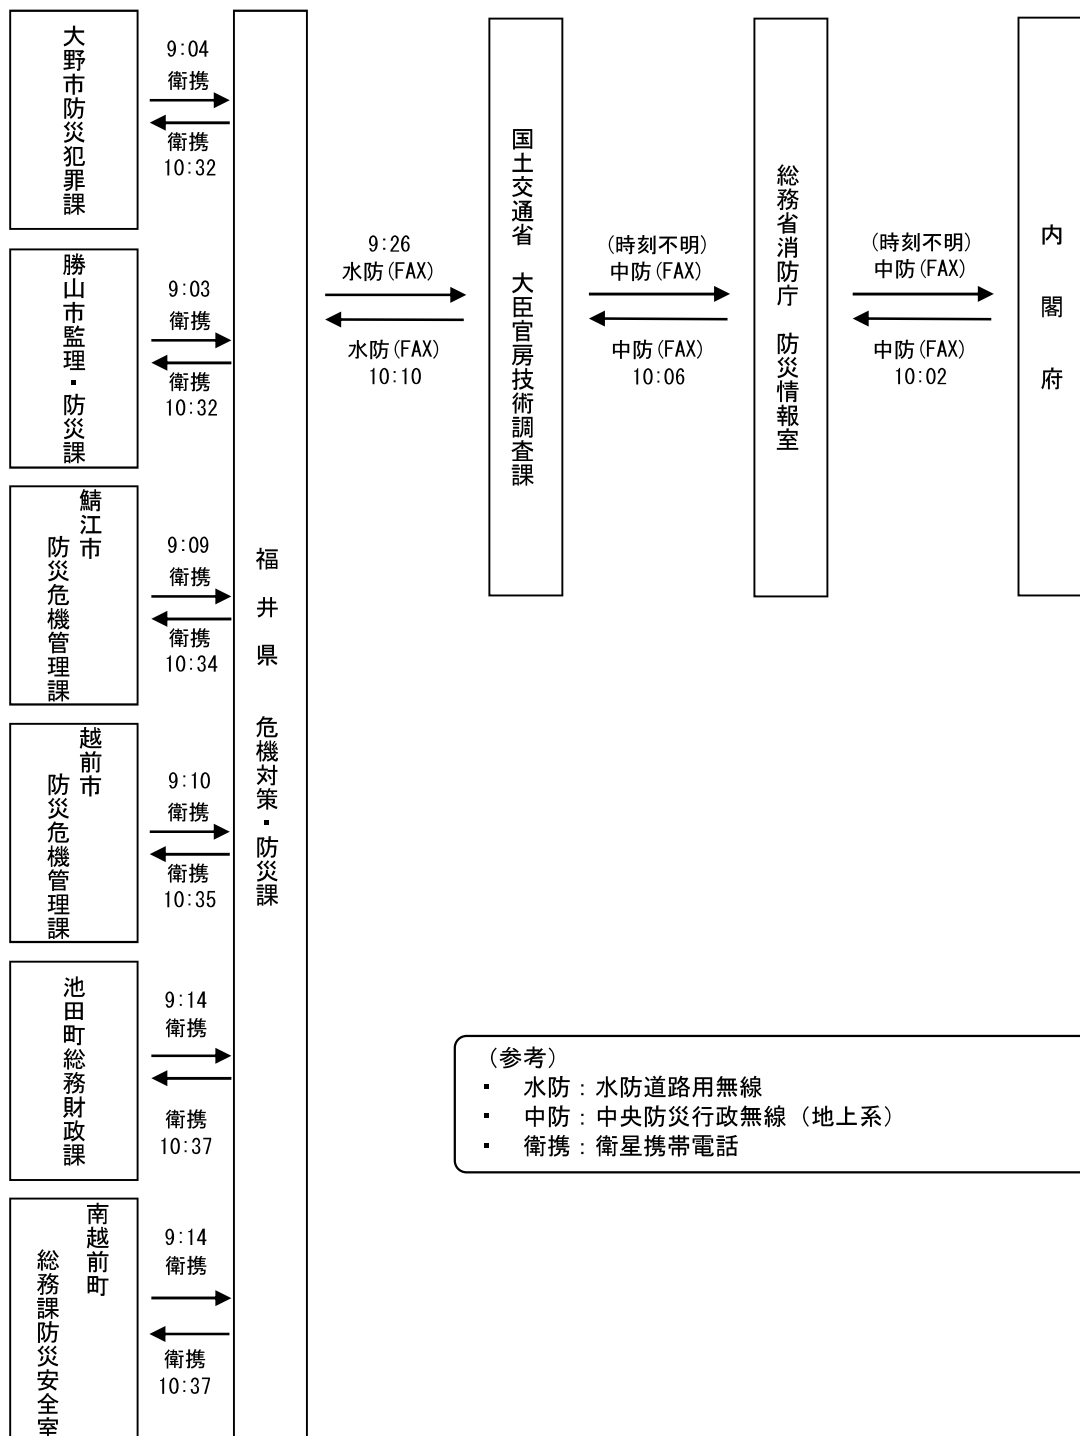 大野市防災犯罪課
9:04
衛携
衛携
10:32
勝山市監理・防災課
9:03
衛携
衛携
10:32
鯖江市
防災危機管理課
9:09
衛携
衛携
10:34
越前市
防災危機管理課
9:10
衛携
衛携
10:35
池田町総務財政課
9:14
衛携
衛携
10:37
南越前町
総務課防災安全室
9:14
衛携
衛携
10:37
福井県 危機対策・防災課
9:26
水防(FAX)
水防(FAX)
10:10
国土交通省 大臣官房技術調査課
(時刻不明)
中防(FAX)
中防(FAX)
10:06
総務省消防庁 防災情報室
(時刻不明)
中防(FAX)
中防(FAX)
10:02
内閣府
（参考）
・ 水防：水防道路用無線
・ 中防：中央防災行政無線（地上系）
・ 衛携：衛星携帯電話